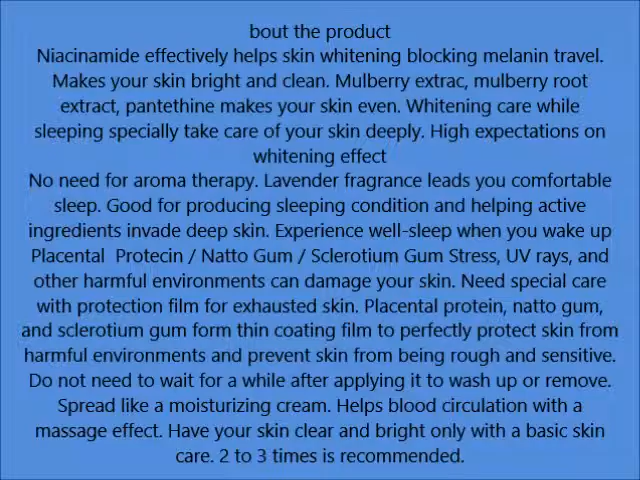 bout the product
Niacinamide effectively helps skin whitening blocking melanin travel.
Makes your skin bright and clean. Mulberry extrac, mulberry root
extract, pantethine makes your skin even. Whitening care while
sleeping specially take care of your skin deeply. High expectations on
whitening effect
No need for aroma therapy. Lavender fragrance leads you comfortable
sleep. Good for producing sleeping condition and helping active
ingredients invade deep skin. Experience well-sleep when you wake up
Placental  Protecin / Natto Gum / Sclerotium Gum Stress, UV rays, and
other harmful environments can damage your skin. Need special care
with protection film for exhausted skin. Placental protein, natto gum,
and sclerotium gum form thin coating film to perfectly protect skin from
harmful environments and prevent skin from being rough and sensitive.
Do not need to wait for a while after applying it to wash up or remove.
Spread like a moisturizing cream. Helps blood circulation with a
massage effect. Have your skin clear and bright only with a basic skin
care. 2 to 3 times is recommended.